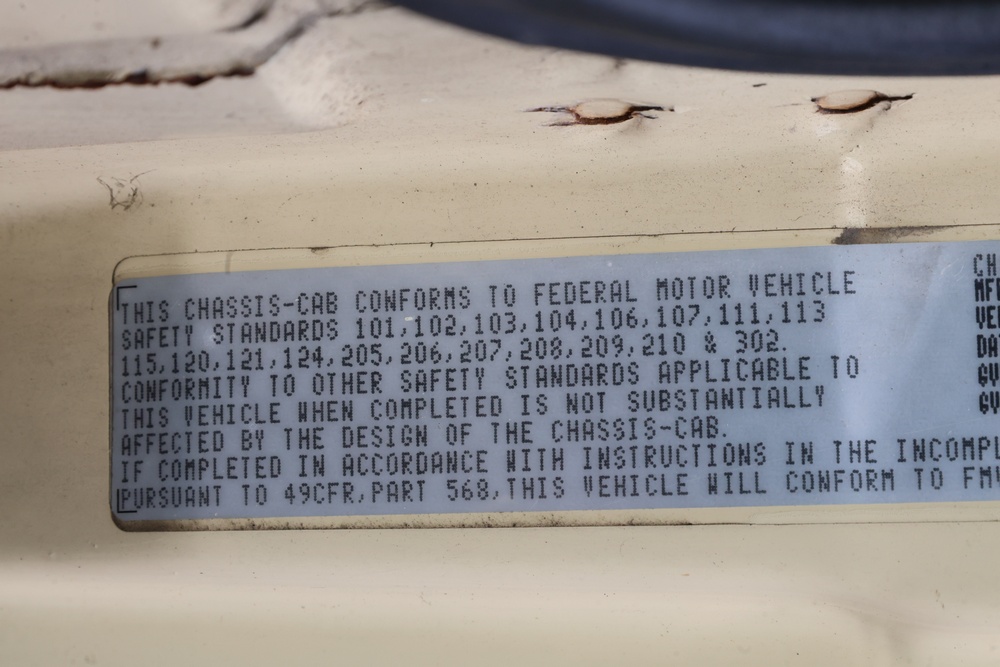 THIS CHASSIS-CAB CONFORMS TO FEDERAL MOTOR VEHICLE
SAFETY STANDARDS 101,102,103,104,106,107,111,113
115,120,121,124,205,206,207,208,209,210 & 302.
CONFORMITY TO OTHER SAFETY STANDARDS APPLICABLE TO
THIS VEHICLE WHEN COMPLETED IS NOT SUBSTANTIALLY
AFFECTED BY THE DESIGN OF THE CHASSIS-CAB.
IF COMPLETED IN ACCORDANCE WITH INSTRUCTIONS IN THE
PURSUANT TO 49CFR,PART 568,THIS VEHICLE WILL CONFORM TO